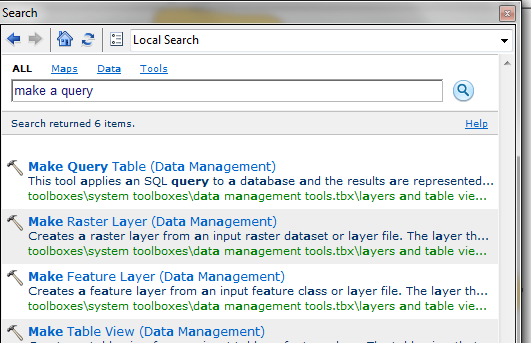 Search
Local Search
ALL Maps Data Tools
make a query
Search returned 6 items. Help
Make Query Table (Data Management)
This tool applies an SQL query to a database and the results are represented...
toolboxes\system toolboxes\data management tools.tbx\layers and table vie...
Make Raster Layer (Data Management)
Creates a raster layer from an input raster dataset or layer file. The layer th...
toolboxes\system toolboxes\data management tools.tbx\layers and table vie...
Make Feature Layer (Data Management)
Creates a feature layer from an input feature class or layer file. The layer th...
toolboxes\system toolboxes\data management tools.tbx\layers and table vie...
Make Table View (Data Management)